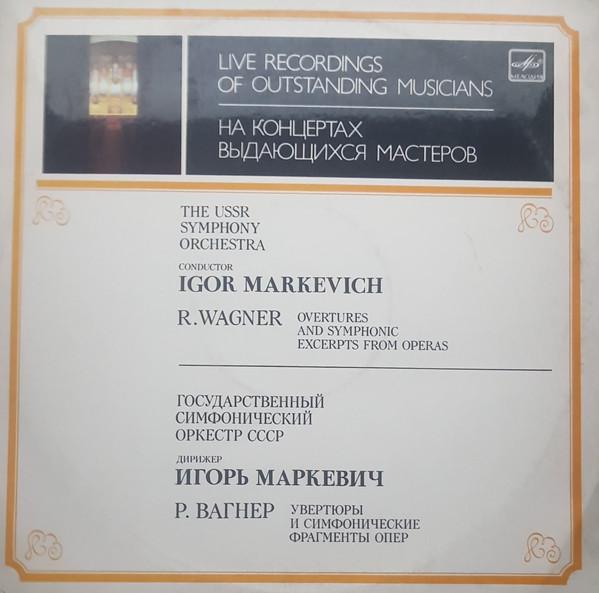 LIVE RECORDINGS
OF OUTSTANDING MUSICIANS
МЕЛОДИЯ
НА КОНЦЕРТАХ
ВЫДАЮЩИХСЯ МАСТЕРОВ
THE USSR
SYMPHONY
ORCHESTRA
CONDUCTOR
IGOR MARKEVICH
R. WAGNER OVERTURES
AND SYMPHONIC
EXCERPTS FROM OPERAS
ГОСУДАРСТВЕННЫЙ
СИМФОНИЧЕСКИЙ
ОРКЕСТР СССР
ДИРИЖЕР
ИГОРЬ МАРКЕВИЧ
Р. ВАГНЕР УВЕРТЮРЫ
И СИМФОНИЧЕСКИЕ
ФРАГМЕНТЫ ОПЕР